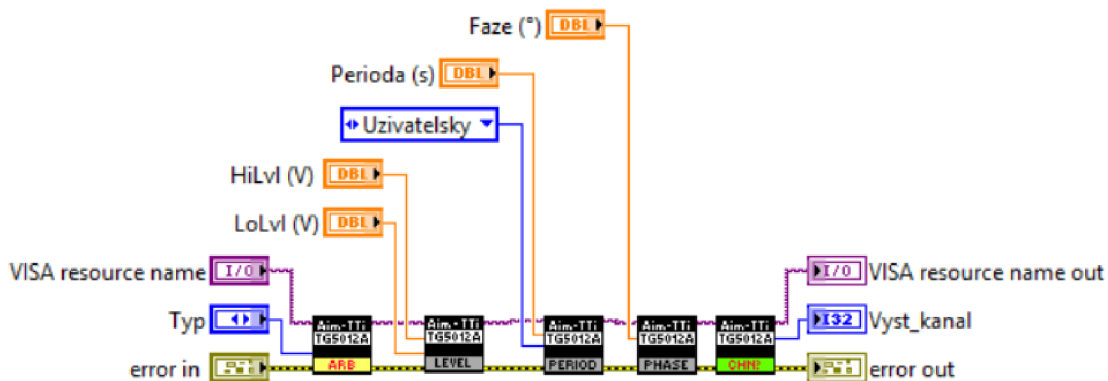 Faze (°) DBL
Perioda (s) DBL
Uzivatelsky
HiLvl (V) DBL
LoLvl (V) DBL
VISA resource name I/O
I/O VISA resource name out
Typ
Aim-TTi Aim-TTi Aim-TTi Aim-TTi Aim-TTi
TG5012A TG5012A TG5012A TG5012A TG5012A
I32 Vyst_kanal
error in
ARB LEVEL PERIOD PHASE CHN?
error out